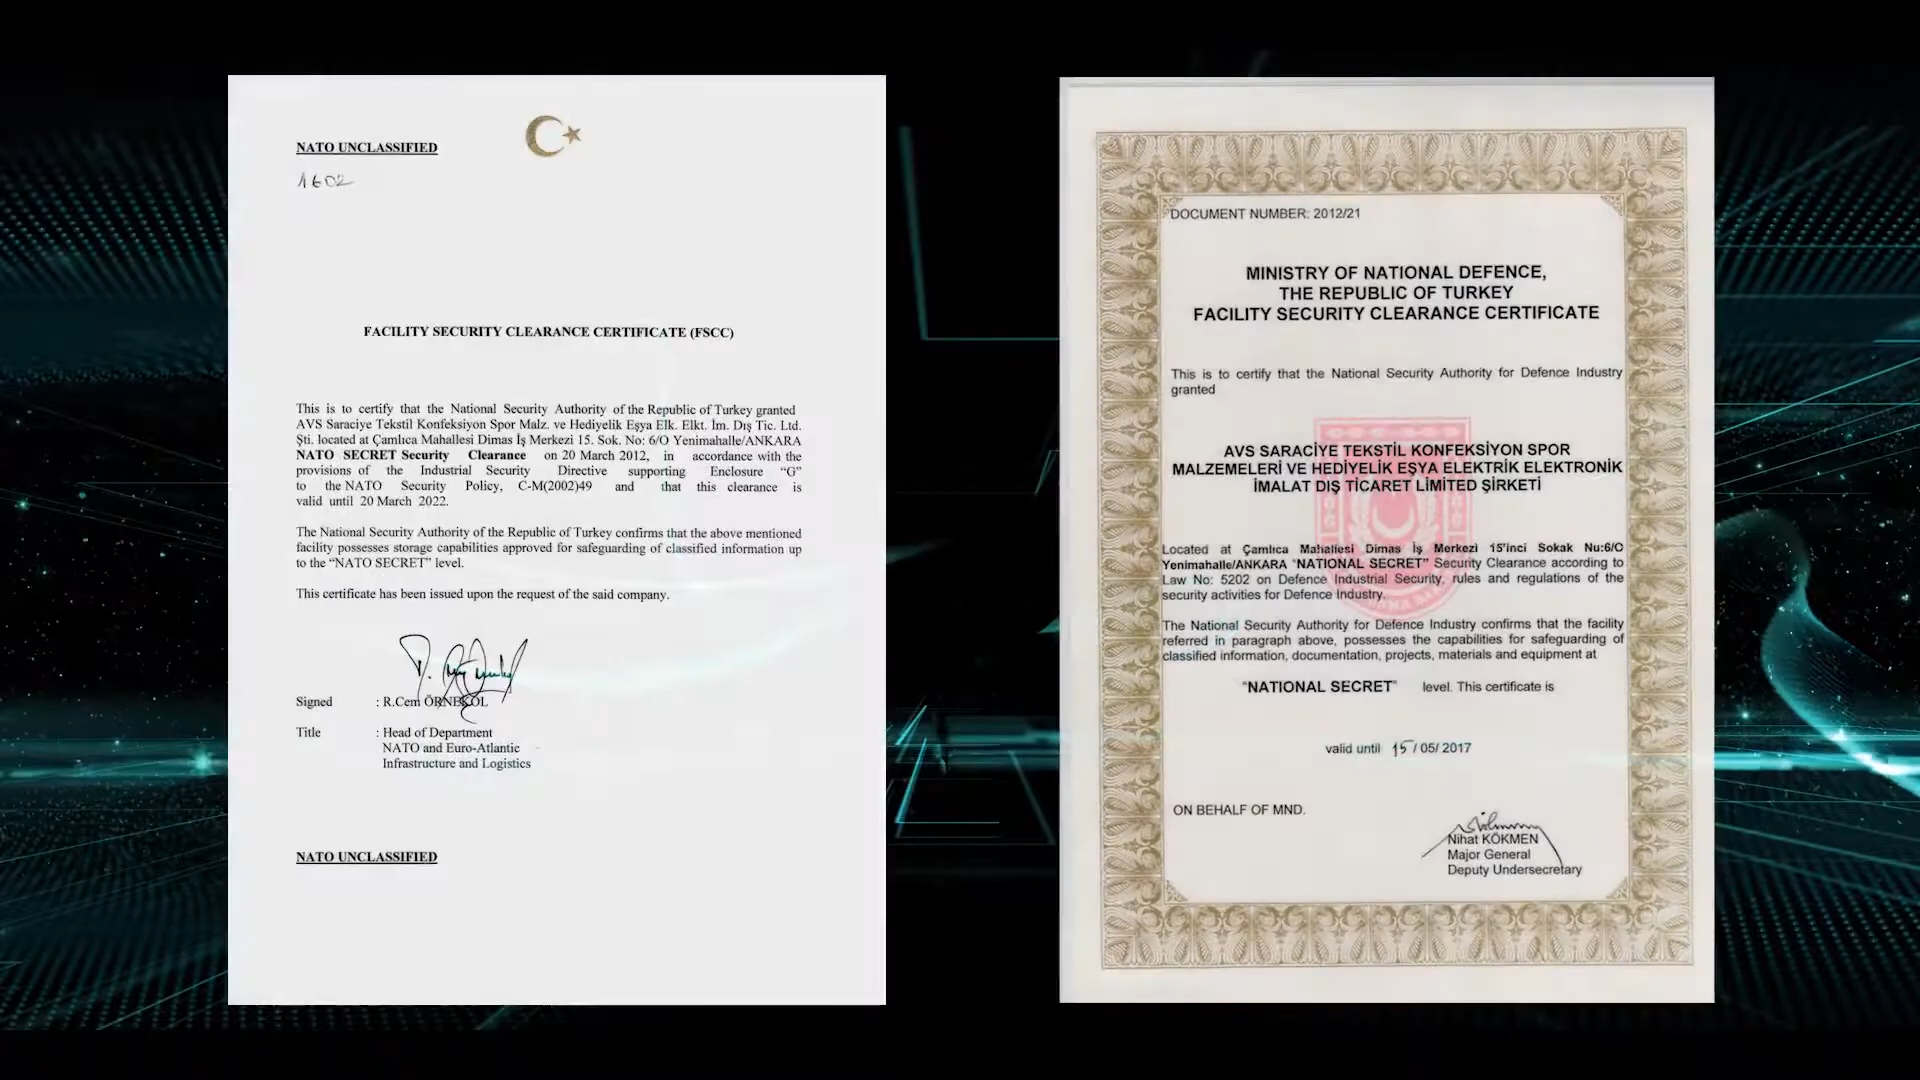 NATO UNCLASSIFIED
1602
FACILITY SECURITY CLEARANCE CERTIFICATE (FSCC)
This is to certify that the National Security Authority of the Republic of Turkey granted
AVS Saraciye Tekstil Konfeksiyon Spor Malz. ve Hediyelik Eşya Elk. Elkt. İm. Dış Tic. Ltd.
Şti. located at Çamlıca Mahallesi Dimas İş Merkezi 15. Sok. No: 6/O Yenimahalle/ANKARA
NATO SECRET Security Clearance on 20 March 2012, in accordance with the
provisions of the Industrial Security Directive supporting Enclosure “G”
to the NATO Security Policy, C-M(2002)49 and that this clearance is
valid until 20 March 2022.
The National Security Authority of the Republic of Turkey confirms that the above mentioned
facility possesses storage capabilities approved for safeguarding of classified information up
to the “NATO SECRET” level.
This certificate has been issued upon the request of the said company.
Signed : R.Cem ÖRNEKOL
Title : Head of Department
NATO and Euro-Atlantic
Infrastructure and Logistics
NATO UNCLASSIFIED
DOCUMENT NUMBER: 2012/21
MINISTRY OF NATIONAL DEFENCE,
THE REPUBLIC OF TURKEY
FACILITY SECURITY CLEARANCE CERTIFICATE
This is to certify that the National Security Authority for Defence Industry
granted
AVS SARACİYE TEKSTİL KONFEKSİYON SPOR
MALZEMELERİ VE HEDİYELİK EŞYA ELEKTRİK ELEKTRONİK
İMALAT DIŞ TİCARET LİMİTED ŞİRKETİ
Located at Çamlıca Mahallesi Dimas İş Merkezi 15'inci Sokak Nu:6/O
Yenimahalle/ANKARA "NATIONAL SECRET" Security Clearance according to
Law No: 5202 on Defence Industrial Security, rules and regulations of the
security activities for Defence Industry.
The National Security Authority for Defence Industry confirms that the facility
referred in paragraph above, possesses the capabilities for safeguarding of
classified information, documentation, projects, materials and equipment at
"NATIONAL SECRET" level. This certificate is
valid until 15 / 05/ 2017
ON BEHALF OF MND.
Nihat KÖKMEN
Major General
Deputy Undersecretary